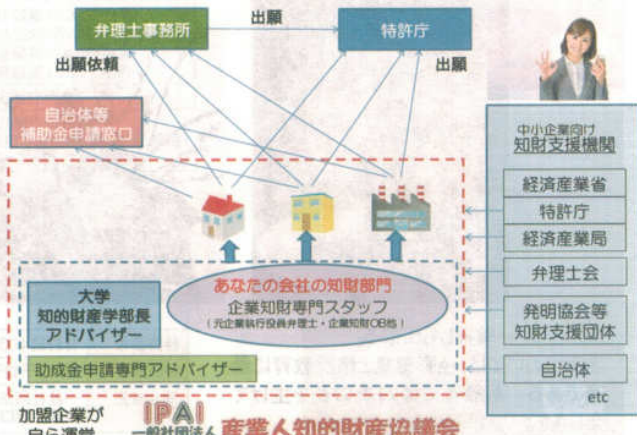 出願
弁理士事務所
特許庁
出願依頼
出願
自治体等
補助金申請窓口
中小企業向け
知財支援機関
経済産業省
特許庁
経済産業局
弁理士会
発明協会等
知財支援団体
自治体
etc
あなたの会社の知財部門
企業知財専門スタッフ
(元企業執行役員弁理士・企業知財OB他)
大学
知的財産学部長
アドバイザー
助成金申請専門アドバイザー
加盟企業が
自ら運営
IPAI
一般社団法人 産業人知的財産協議会